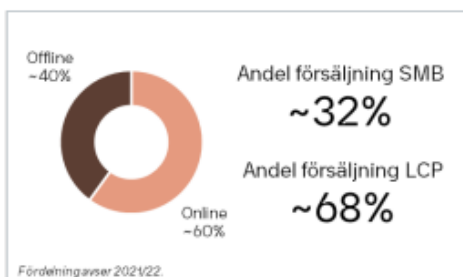 Offline
~40%
Andel försäljning SMB
~32%
Andel försäljning LCP
~68%
Online
~60%
Fördelning avser 2021/22.